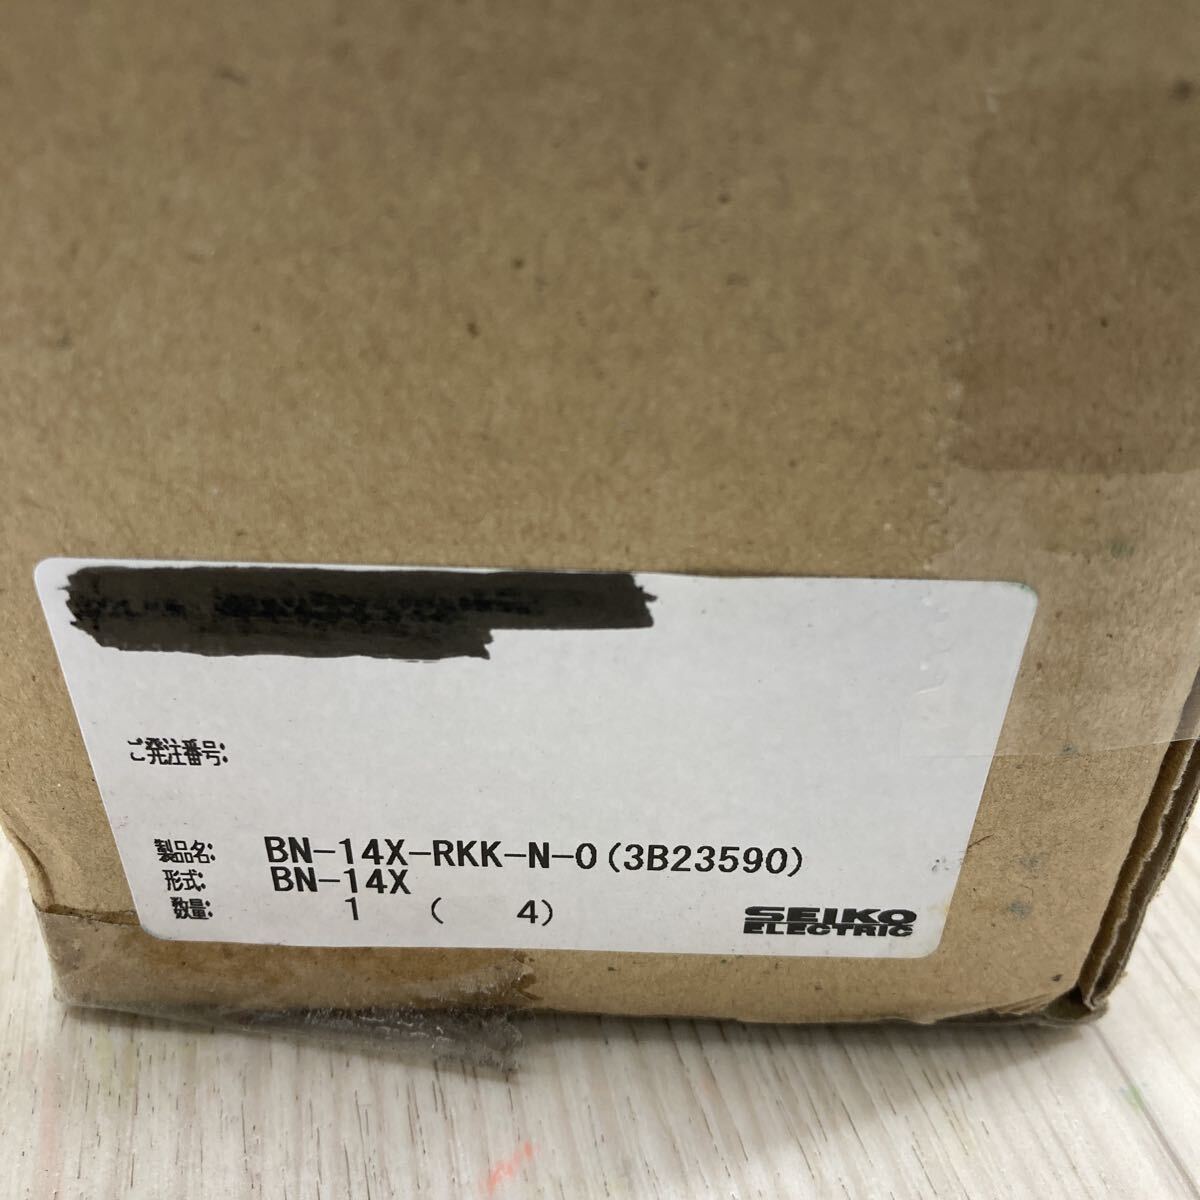 ご発注番号:
製品名: BN-14X-RKK-N-0(3B23590)
形式: BN-14X
数量: 1 ( 4)
SEIKO
ELECTRIC